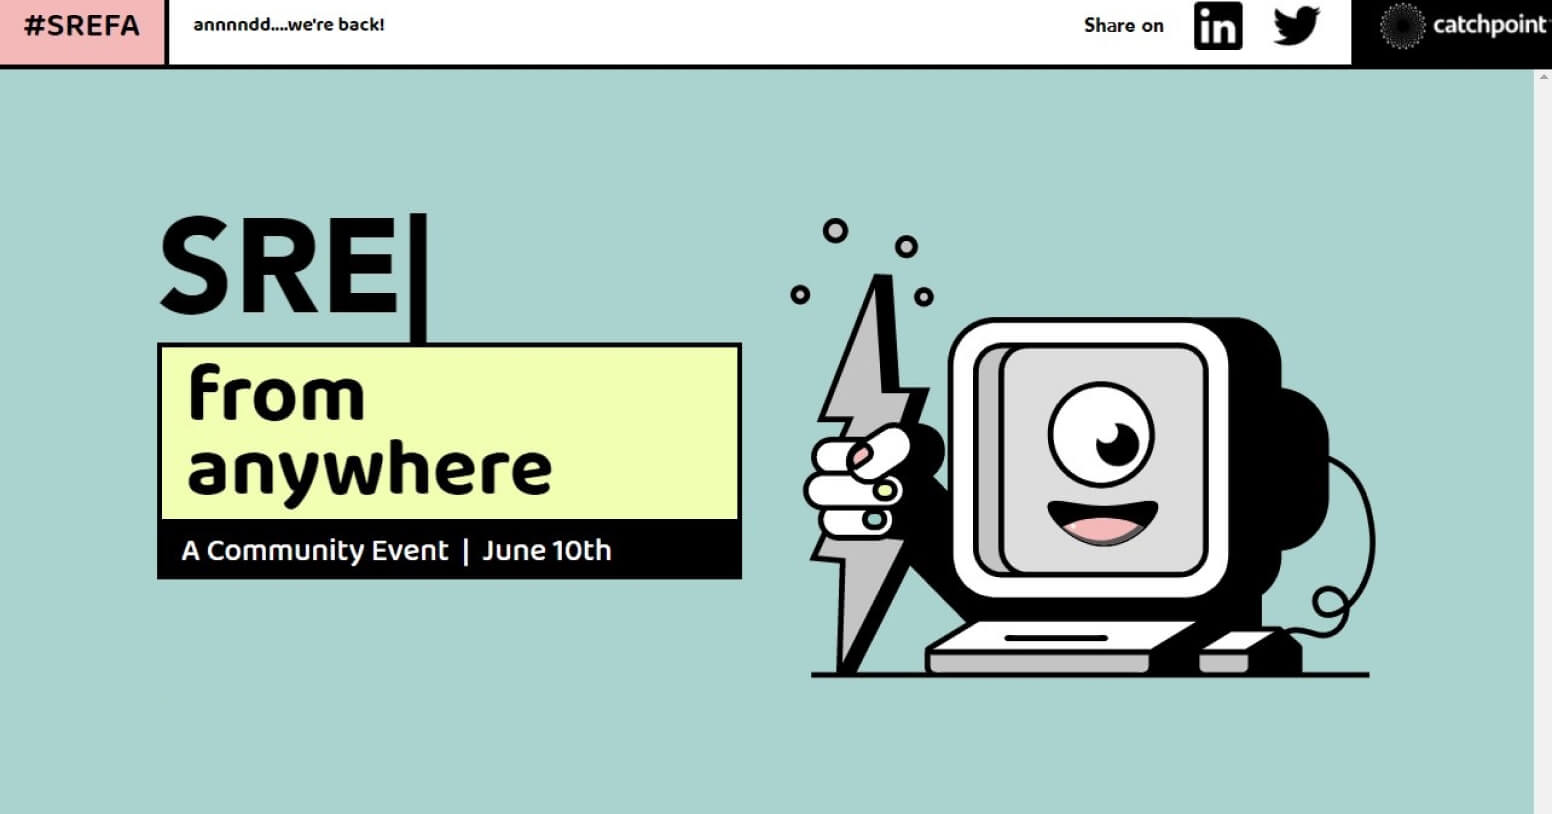 #SREFA
annnndd....we're back!
Share on
in
catchpoint
SRE
from
anywhere
A Community Event | June 10th